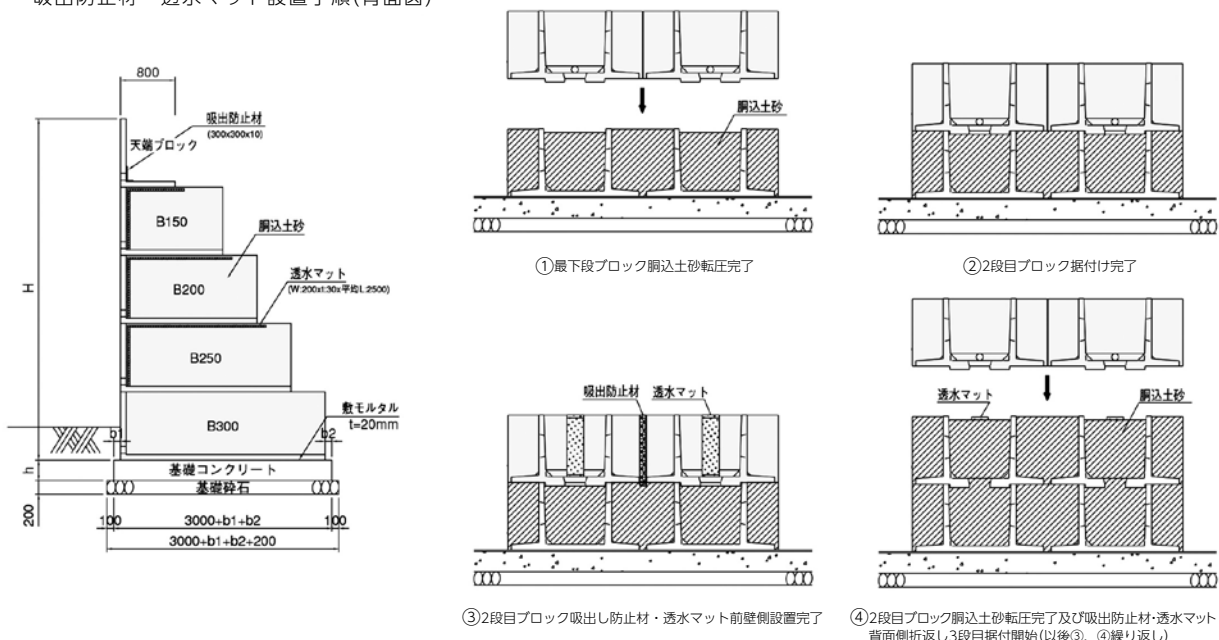 吸出防止材・透水マット設置手順(背面図)
800
吸出防止材
(300x300x10)
天端ブロック
B150
胴込土砂
B200
透水マット
(W:200xt:30x平均L:2500)
H
B250
敷モルタル
t=20mm
B300
b1
b2
h
基礎コンクリート
基礎砕石
200
100
3000+b1+b2
100
3000+b1+b2+200
胴込土砂
①最下段ブロック胴込土砂転圧完了
②2段目ブロック据付け完了
吸出防止材
透水マット
③2段目ブロック吸出し防止材・透水マット前壁側設置完了
透水マット
胴込土砂
④2段目ブロック胴込土砂転圧完了及び吸出防止材・透水マット
背面側折返し3段目据付開始(以後③、④繰り返し)